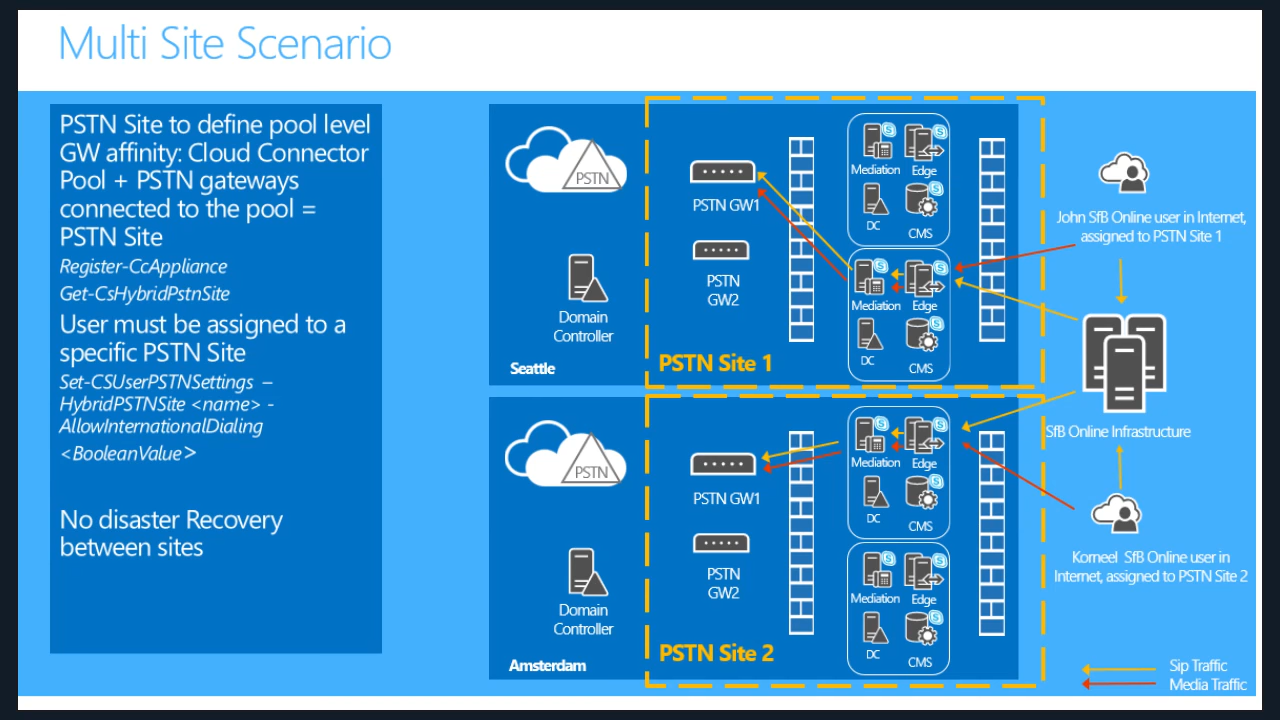 Multi Site Scenario
PSTN Site to define pool level
GW affinity: Cloud Connector
Pool + PSTN gateways
connected to the pool =
PSTN Site
Register-CcAppliance
Get-CsHybridPstnSite
User must be assigned to a
specific PSTN Site
Set-CSUserPSTNSettings –
HybridPSTNSite <name> -
AllowInternationalDialing
<BooleanValue>
No disaster Recovery
between sites
PSTN
Domain
Controller
Seattle
PSTN GW1
PSTN
GW2
PSTN Site 1
Mediation
Edge
DC
CMS
Mediation
Edge
DC
CMS
PSTN
Domain
Controller
Amsterdam
PSTN GW1
PSTN
GW2
PSTN Site 2
Mediation
Edge
DC
CMS
Mediation
Edge
DC
CMS
John SfB Online user in Internet,
assigned to PSTN Site 1
SfB Online Infrastructure
Korneel SfB Online user in
Internet, assigned to PSTN Site 2
Sip Traffic
Media Traffic